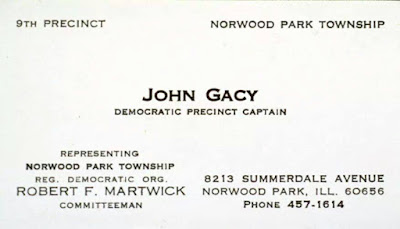 9TH PRECINCT
NORWOOD PARK TOWNSHIP
JOHN GACY
DEMOCRATIC PRECINCT CAPTAIN
REPRESENTING
NORWOOD PARK TOWNSHIP
REG. DEMOCRATIC ORG.
ROBERT F. MARTWICK
COMMITTEEMAN
8213 SUMMERDALE AVENUE
NORWOOD PARK, ILL. 60656
PHONE 457-1614